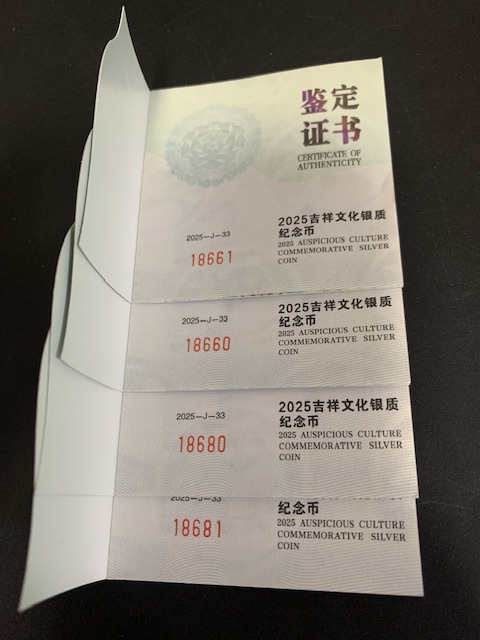 鉴定
证书
CERTIFICATE OF
AUTHENTICITY
2025吉祥文化银质
纪念币
2025 AUSPICIOUS CULTURE
COMMEMORATIVE SILVER
COIN
2025-J-33
18661
2025吉祥文化银质
纪念币
2025 AUSPICIOUS CULTURE
COMMEMORATIVE SILVER
COIN
2025-J-33
18660
2025吉祥文化银质
纪念币
2025 AUSPICIOUS CULTURE
COMMEMORATIVE SILVER
COIN
2025-J-33
18680
纪念币
2025 AUSPICIOUS CULTURE
COMMEMORATIVE SILVER
COIN
2025-J-33
18681